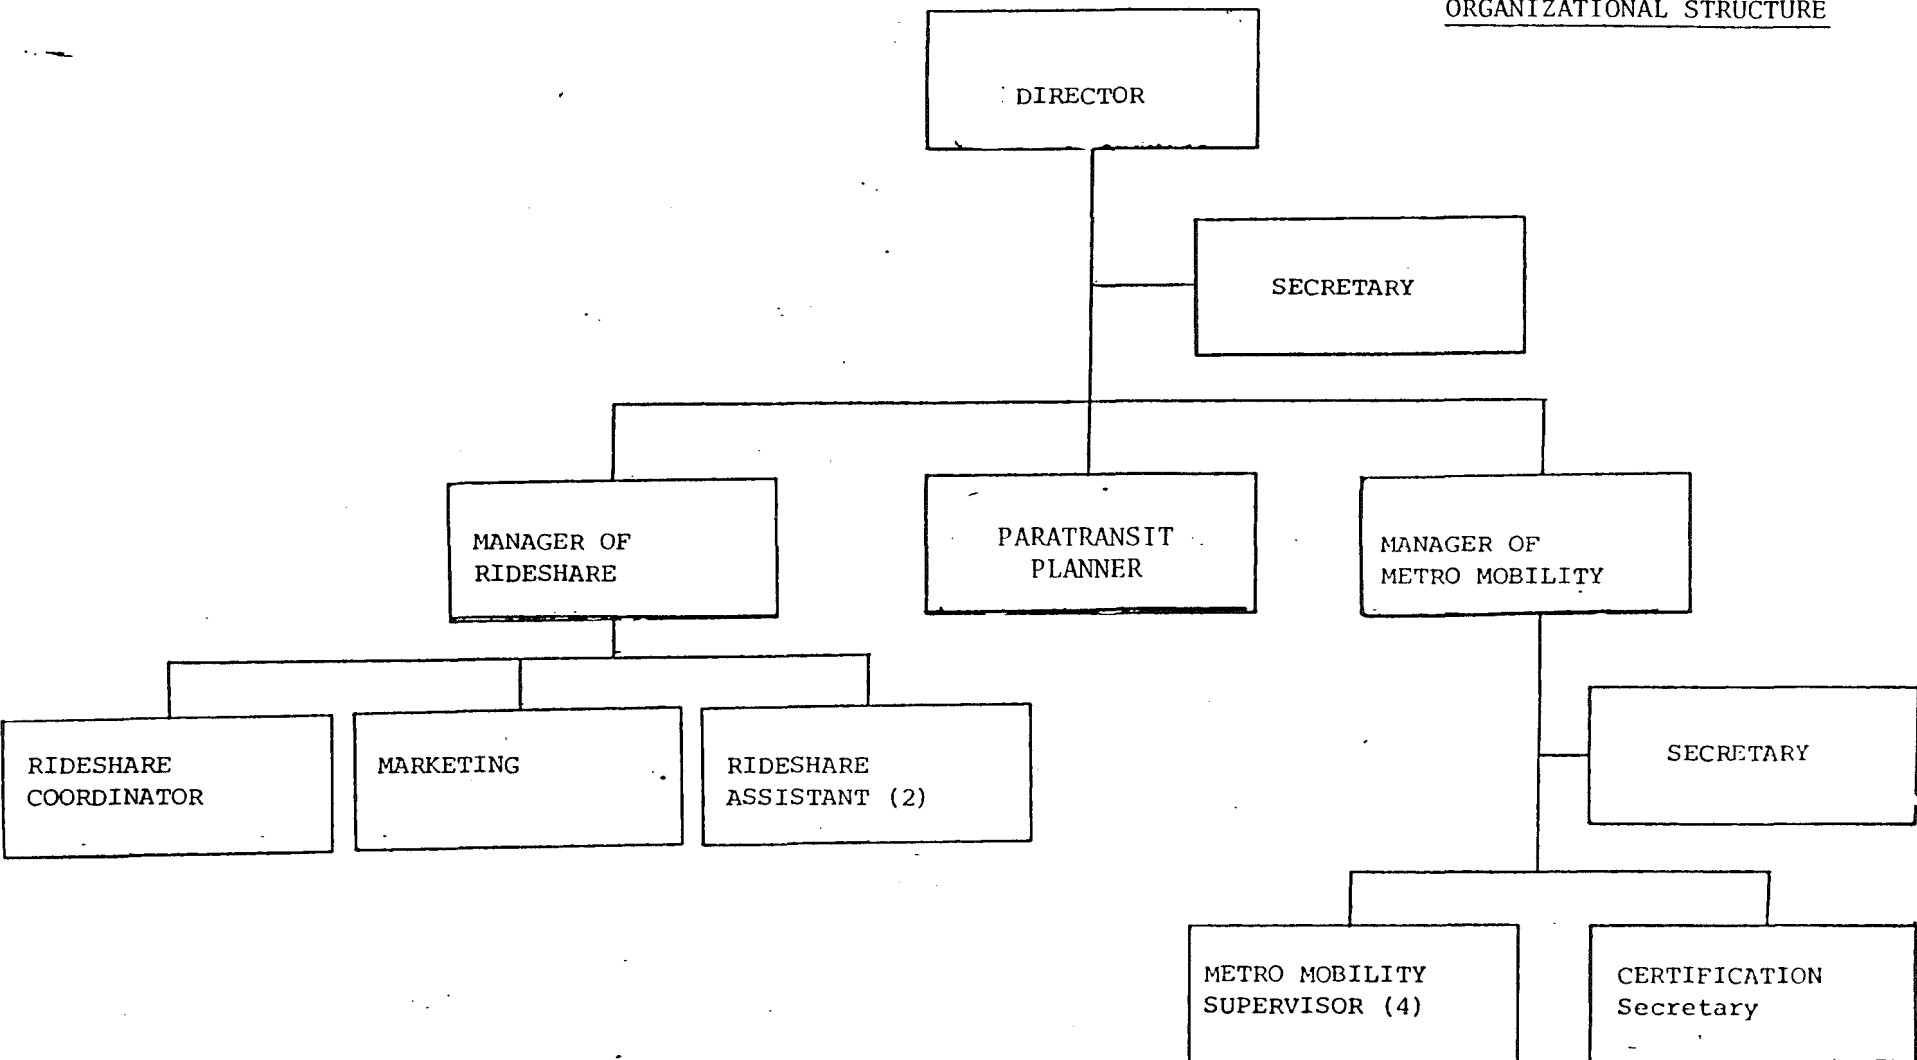 ORGANIZATIONAL STRUCTURE
DIRECTOR
SECRETARY
MANAGER OF
RIDESHARE
PARATRANSIT
PLANNER
MANAGER OF
METRO MOBILITY
RIDESHARE
COORDINATOR
MARKETING
RIDESHARE
ASSISTANT (2)
SECRETARY
METRO MOBILITY
SUPERVISOR (4)
CERTIFICATION
Secretary